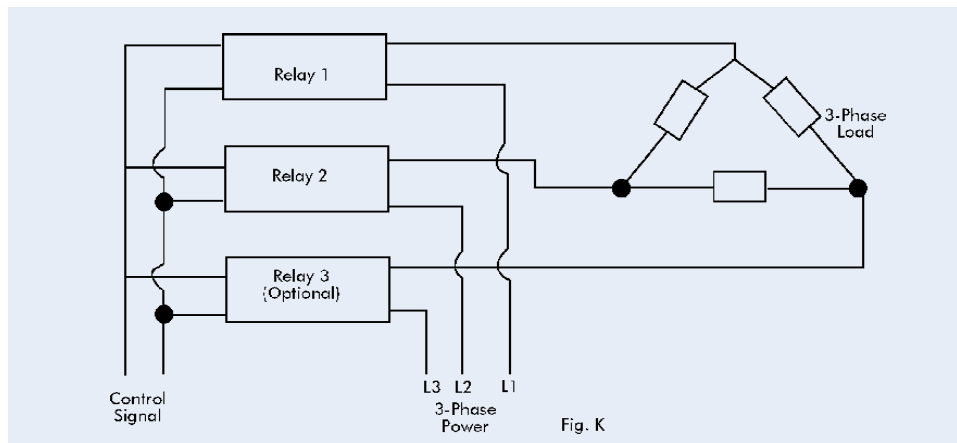 Relay 1
3-Phase
Load
Relay 2
Relay 3
(Optional)
L3 L2 L1
Control
Signal
3-Phase
Power
Fig. K